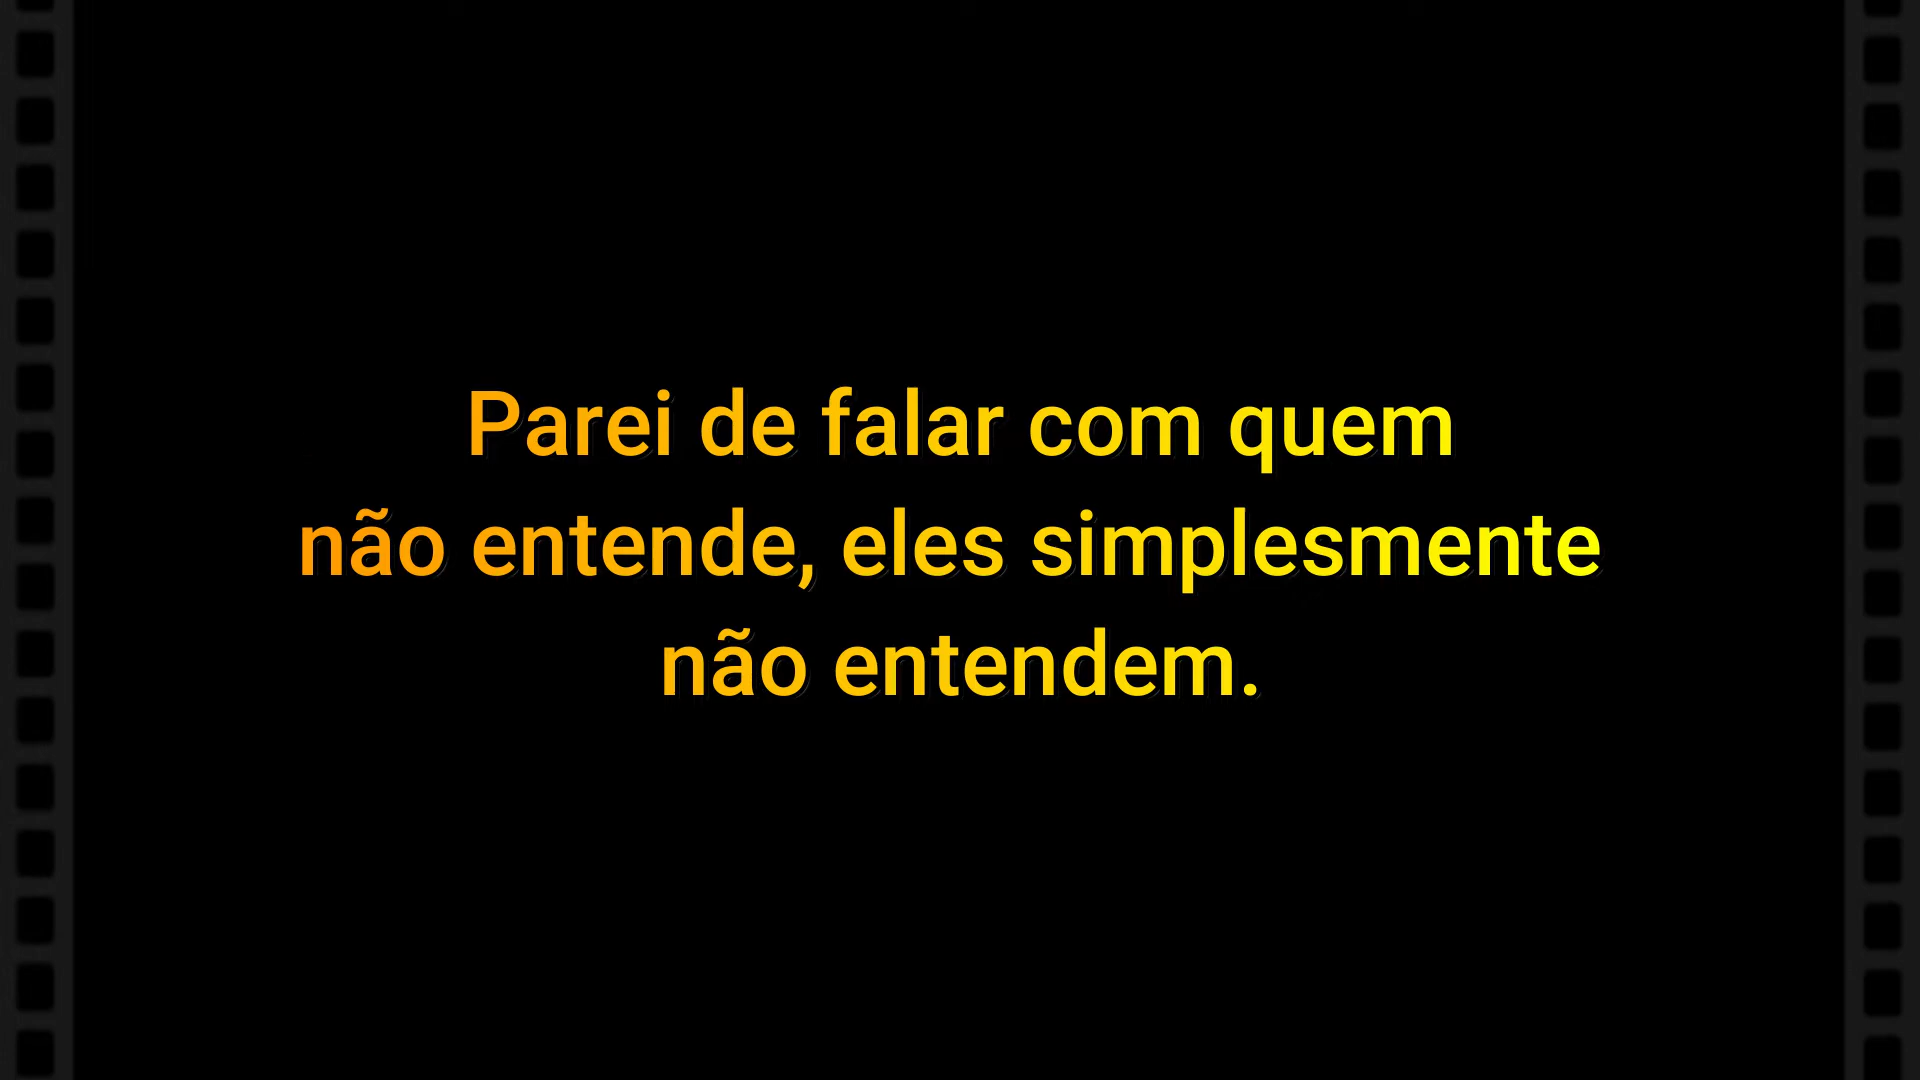 Parei de falar com quem
não entende, eles simplesmente
não entendem.